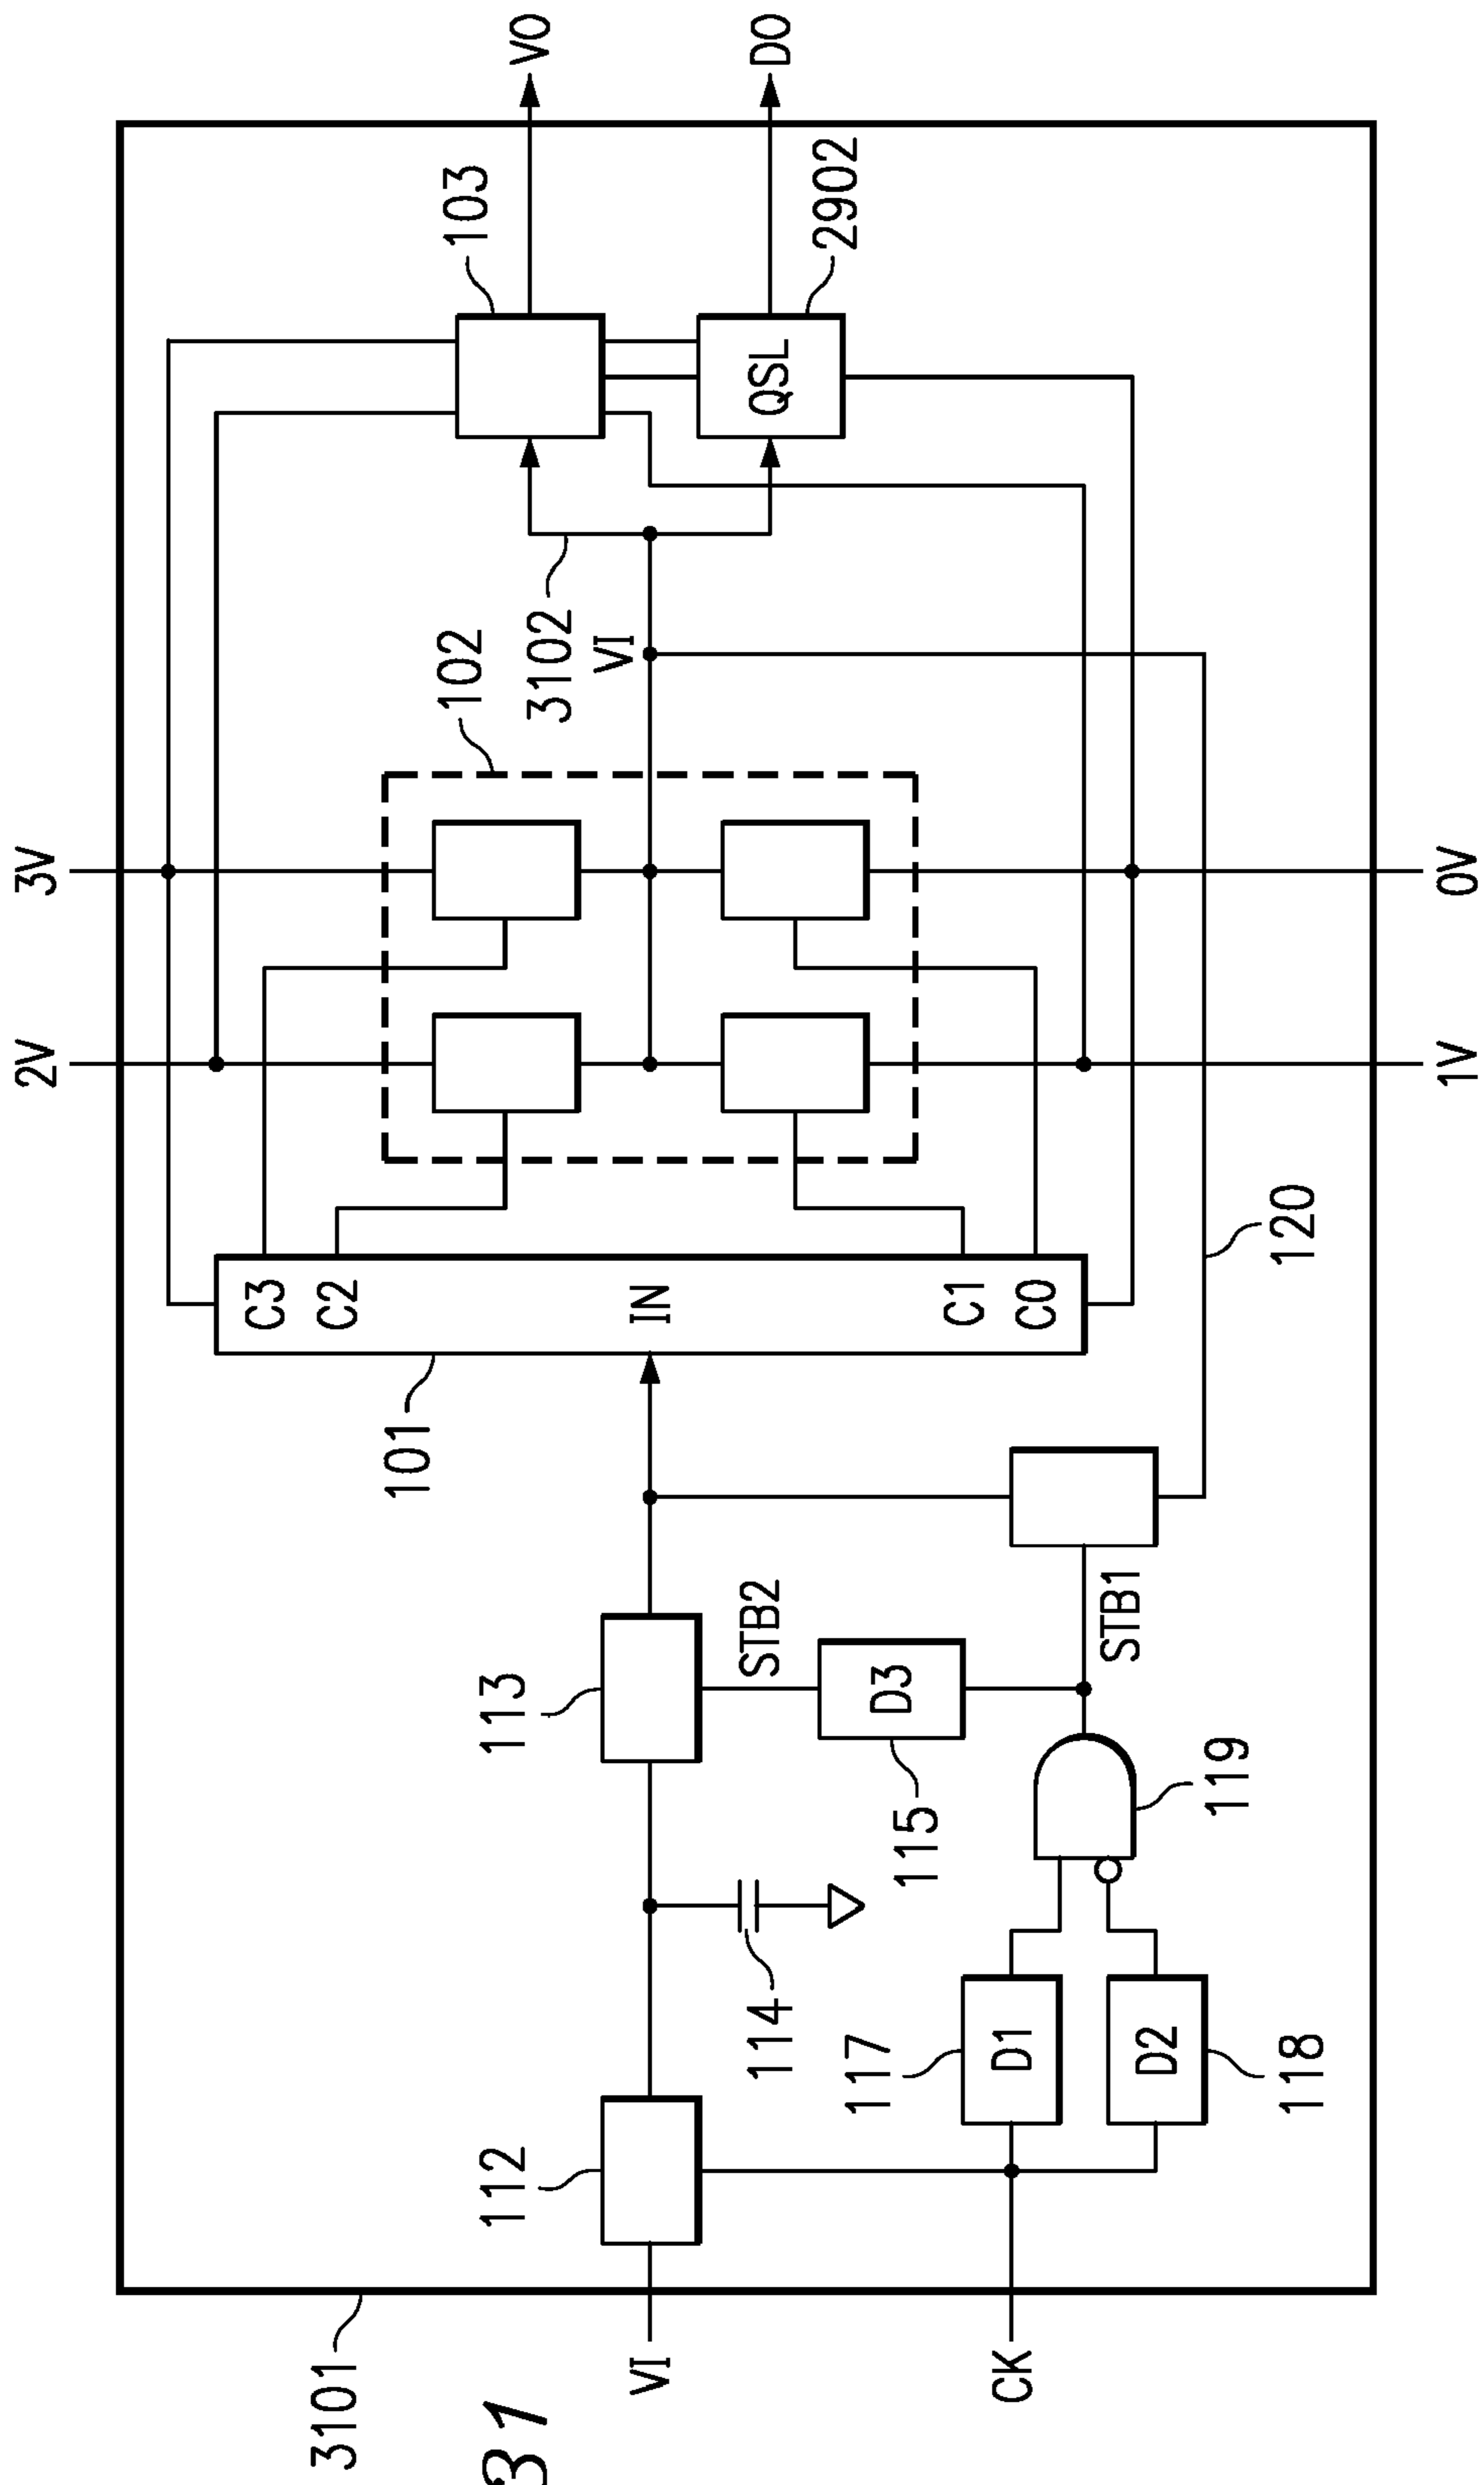 3101
31
VI
CK
112
114
117
D1
D2
118
113
STB2
D3
115
STB1
119
101
C3
C2
IN
C1
C0
120
2V
3V
1V
0V
102
3102
VI
103
QSL
2902
VO
DO